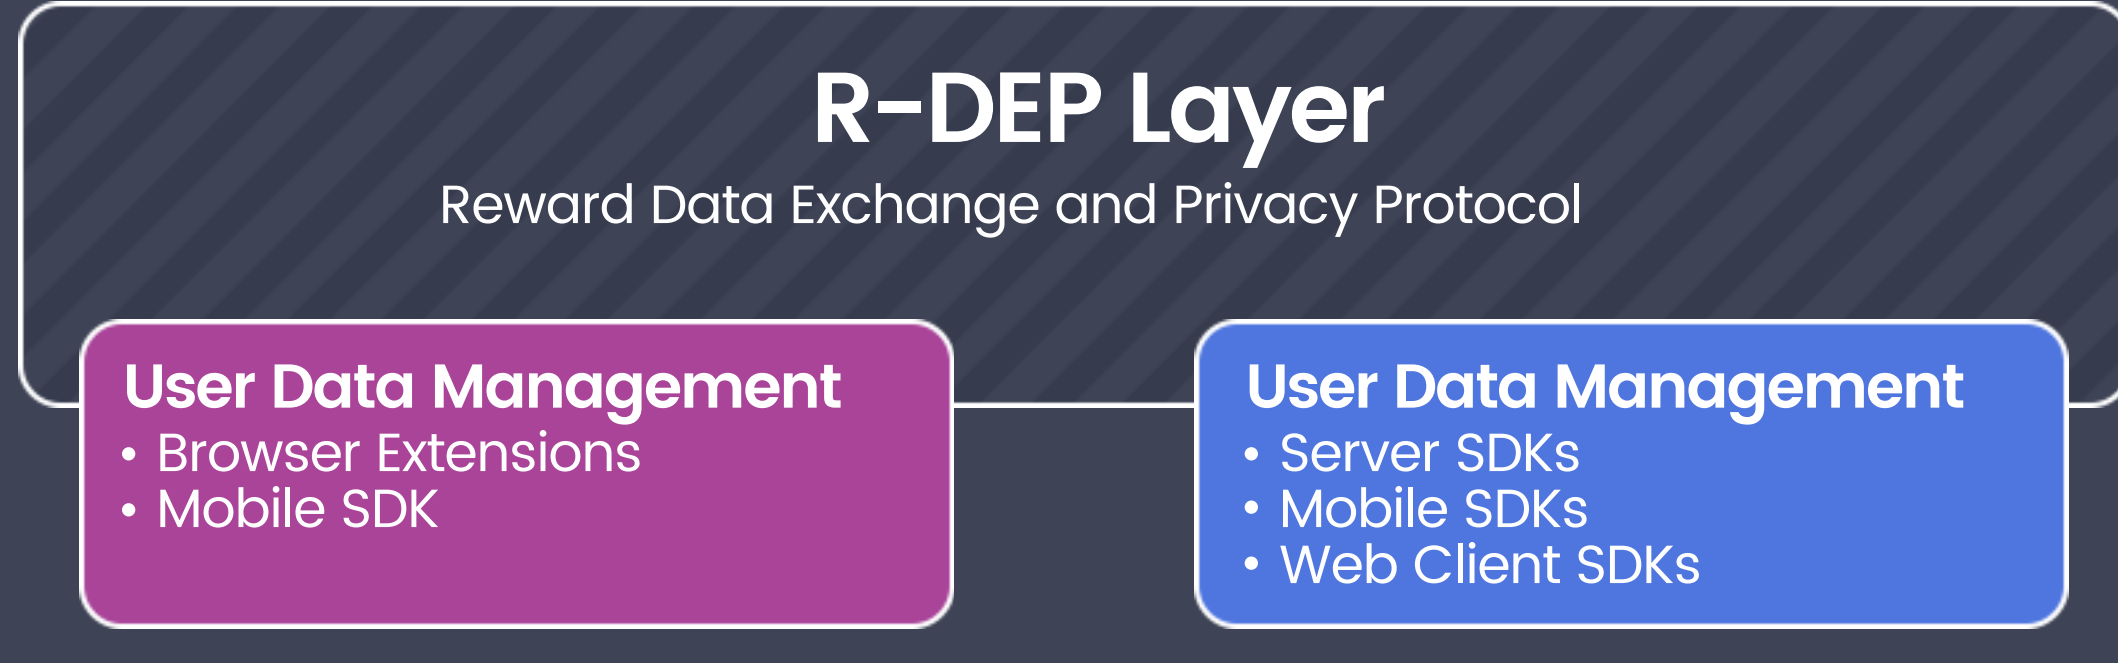 R-DEP Layer
Reward Data Exchange and Privacy Protocol
User Data Management
• Browser Extensions
• Mobile SDK
User Data Management
• Server SDKs
• Mobile SDKs
• Web Client SDKs